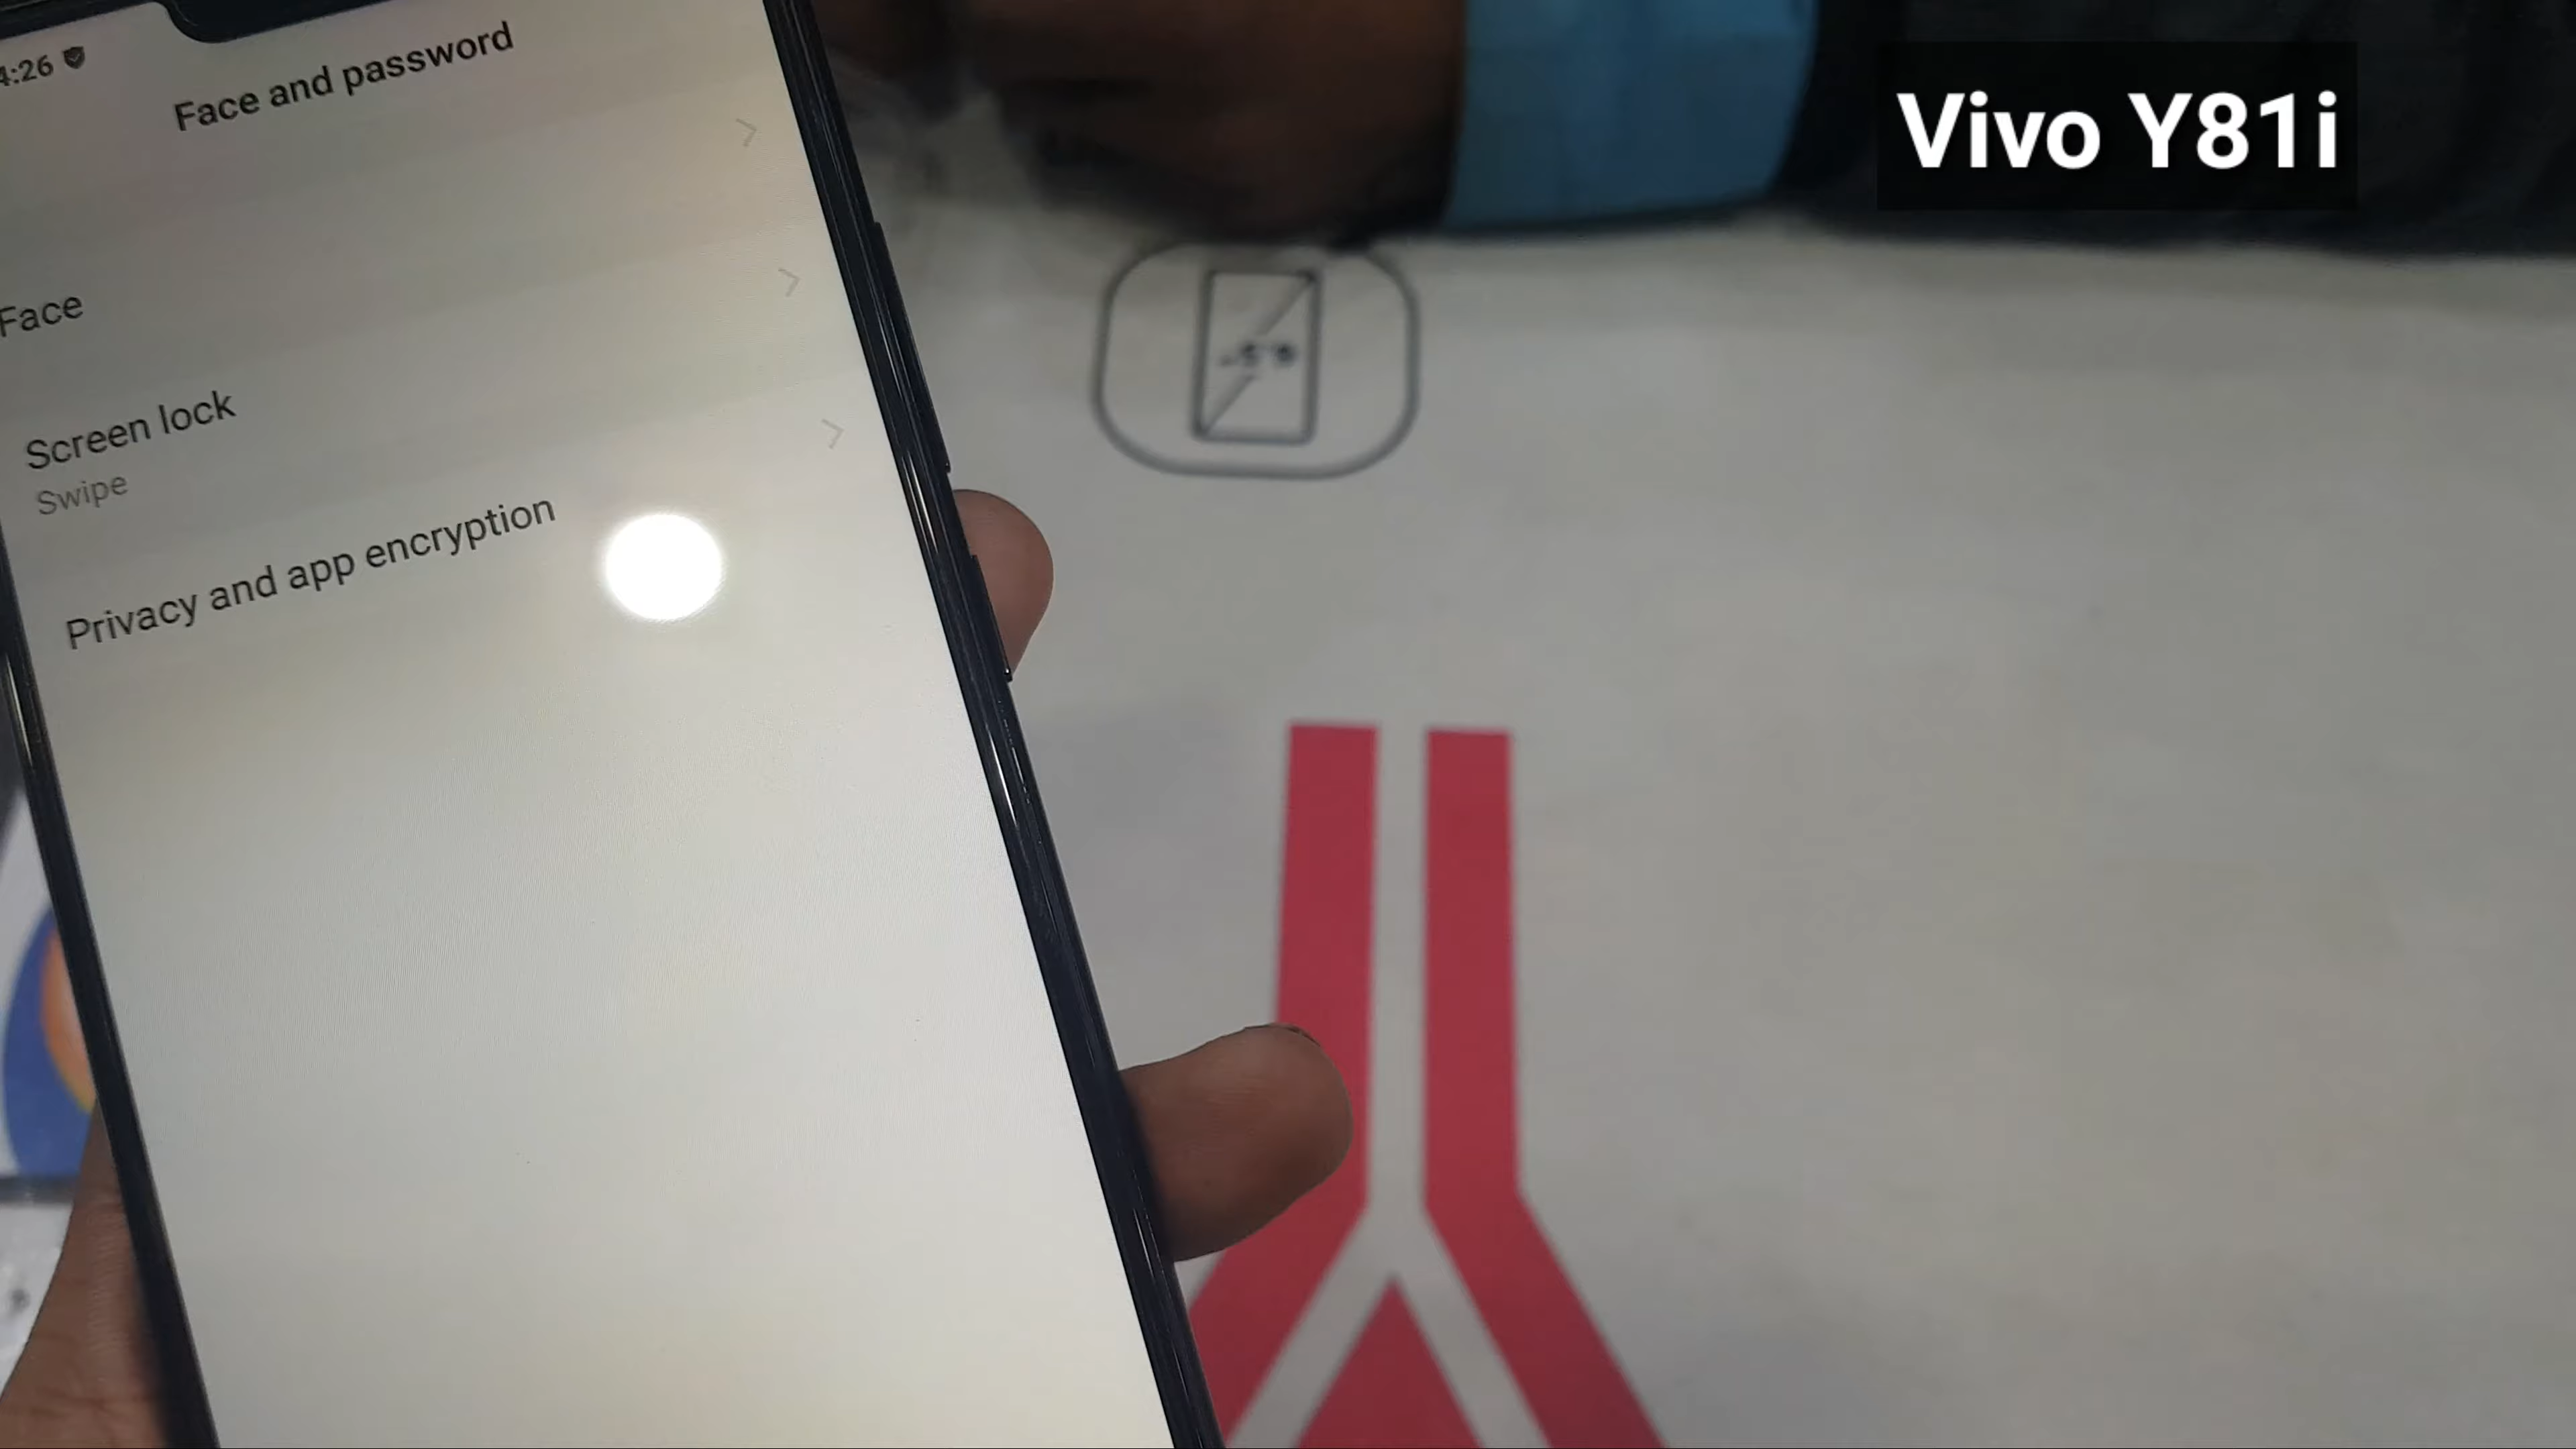 4:26
Face and password
Face
Screen lock
Swipe
Privacy and app encryption
Vivo Y81i